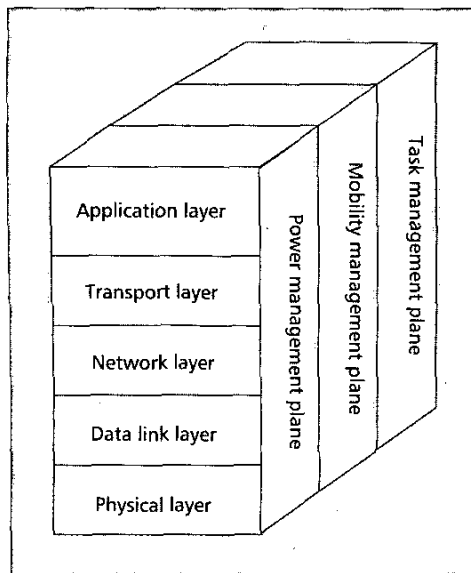 Application layer
Transport layer
Network layer
Data link layer
Physical layer
Power management plane
Mobility management plane
Task management plane